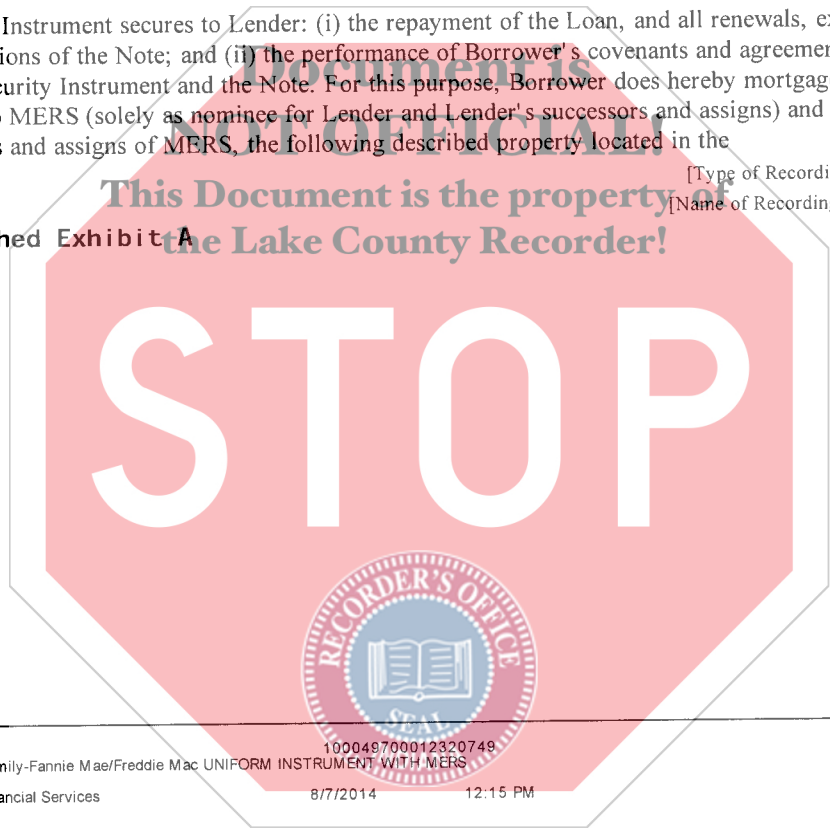 Instrument secures to Lender: (i) the repayment of the Loan, and all renewals, ex
ions of the Note; and (ii) the performance of Borrower's covenants and agreemen
urity Instrument and the Note. For this purpose, Borrower does hereby mortgag
MERS (solely as nominee for Lender and Lender's successors and assigns) and
s and assigns of MERS, the following described property located in the
[Type of Recordi
[Name of Recording
hed Exhibit A
Document is
NOT OFFICIAL!
This Document is the property of
the Lake County Recorder!
STOP
RECORDER'S OFFICE
SEAL
100049700012320749
mily-Fannie Mae/Freddie Mac UNIFORM INSTRUMENT WITH MERS
ancial Services 8/7/2014 12:15 PM